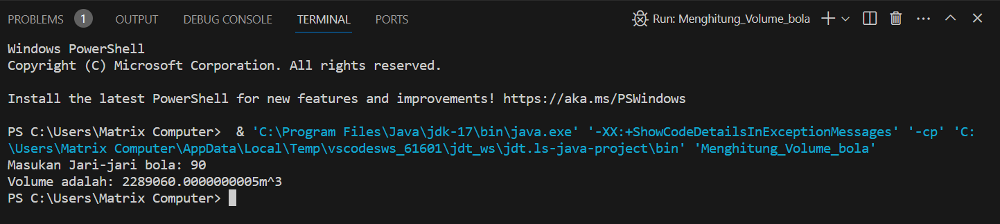 PROBLEMS 1 OUTPUT DEBUG CONSOLE TERMINAL PORTS Run: Menghitung_Volume_bola
Windows PowerShell
Copyright (C) Microsoft Corporation. All rights reserved.
Install the latest PowerShell for new features and improvements! https://aka.ms/PSWindows
PS C:\Users\Matrix Computer>  & 'C:\Program Files\Java\jdk-17\bin\java.exe' '-XX:+ShowCodeDetailsInExceptionMessages' '-cp' 'C:
\Users\Matrix Computer\AppData\Local\Temp\vscodesws_61601\jdt_ws\jdt.ls-java-project\bin' 'Menghitung_Volume_bola'
Masukan Jari-jari bola: 90
Volume adalah: 2289060.0000000005m^3
PS C:\Users\Matrix Computer>